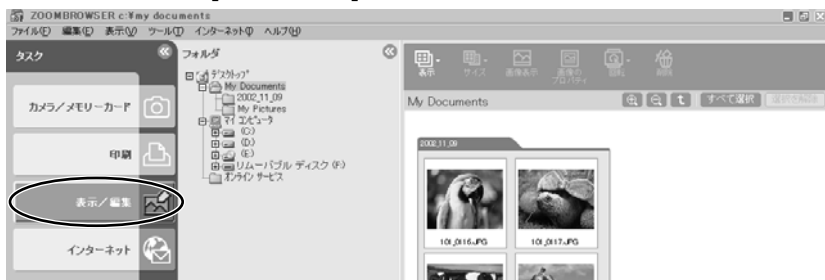 ZOOMBROWSER c:¥my documents
ファイル(F) 編集(E) 表示(V) ツール(T) インターネット(I) ヘルプ(H)
タスク
カメラ/メモリーカード
印刷
表示/編集
インターネット
フォルダ
デスクトップ
My Documents
2002_11_09
My Pictures
マイ コンピュータ
(C)
(D)
(E)
リムーバブル ディスク (F)
オンライン サービス
表示
サイズ
画像表示
画像の
プロパティ
回転
削除
My Documents
すべて選択
選択を解除
2002_11_09
101_0116.JPG
101_0117.JPG